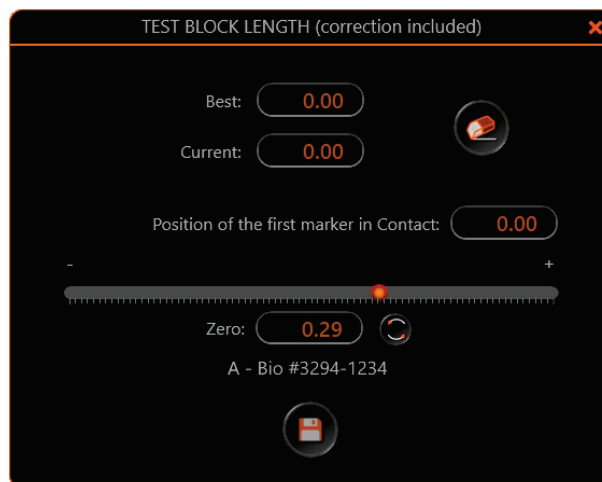 TEST BLOCK LENGTH (correction included)
Best: 0.00
Current: 0.00
Position of the first marker in Contact: 0.00
- +
Zero: 0.29
A - Bio #3294-1234